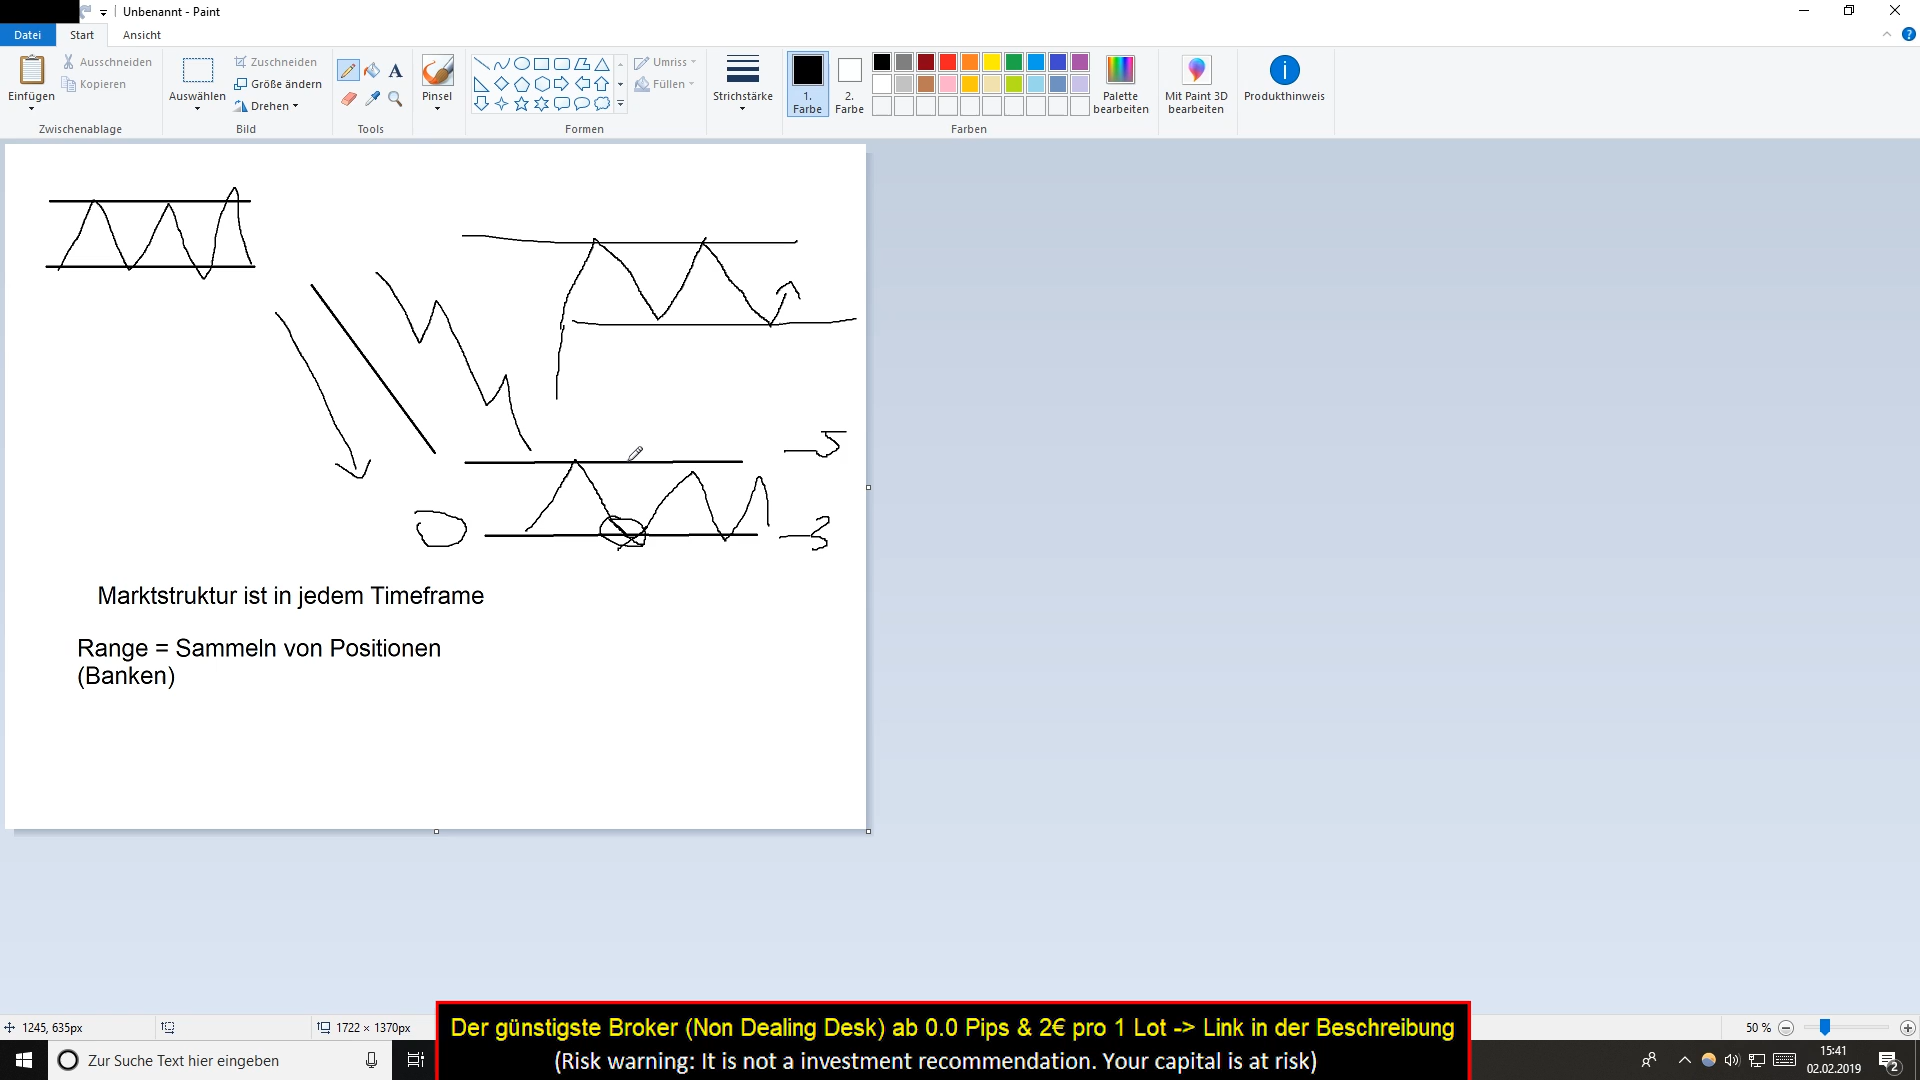 Unbenannt - Paint
Datei Start Ansicht
Einfügen
Ausschneiden
Kopieren
Zwischenablage
Auswählen
Zuschneiden
Größe ändern
Drehen
Bild
Tools
Pinsel
Formen
Umriss
Füllen
Strichstärke
1.
Farbe
2.
Farbe
Farben
Palette
bearbeiten
Mit Paint 3D
bearbeiten
Produkthinweis
5
3
Marktstruktur ist in jedem Timeframe
Range = Sammeln von Positionen
(Banken)
1245, 635px
1722 × 1370px
50 %
Der günstigste Broker (Non Dealing Desk) ab 0.0 Pips & 2€ pro 1 Lot -> Link in der Beschreibung
(Risk warning: It is not a investment recommendation. Your capital is at risk)
Zur Suche Text hier eingeben
15:41
02.02.2019
2